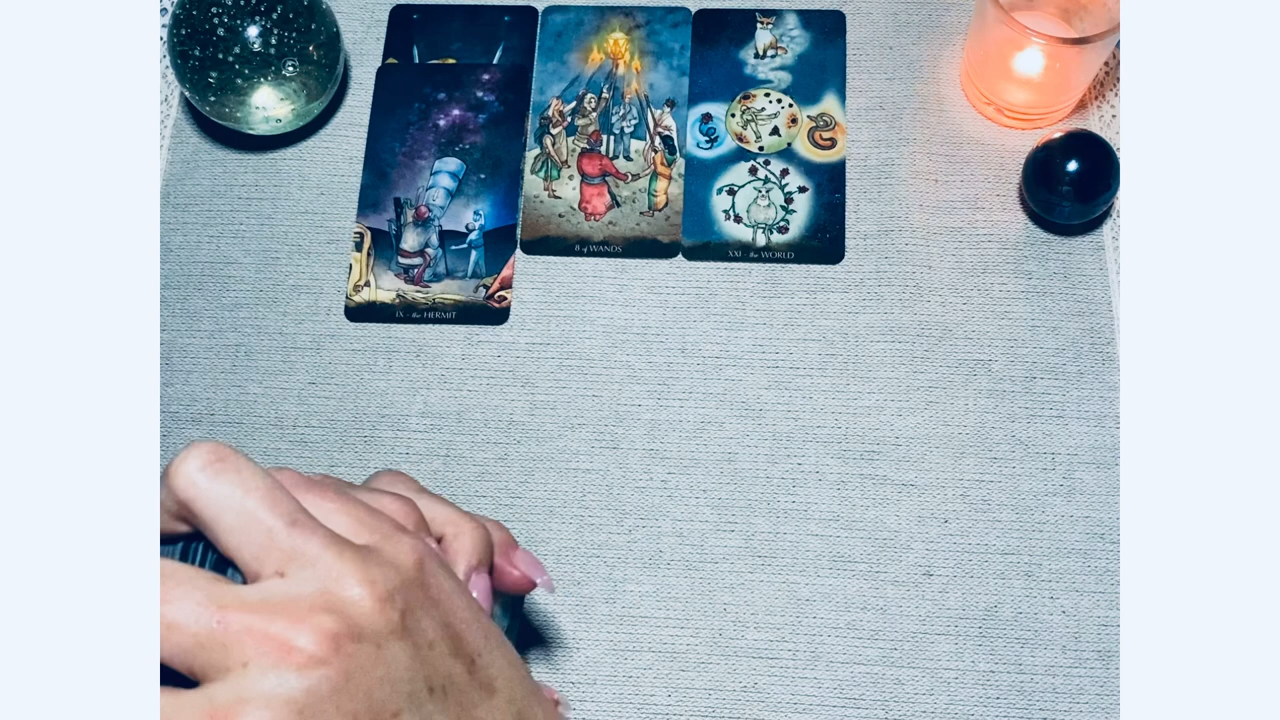 8 of WANDS
XXI - the WORLD
IX - the HERMIT